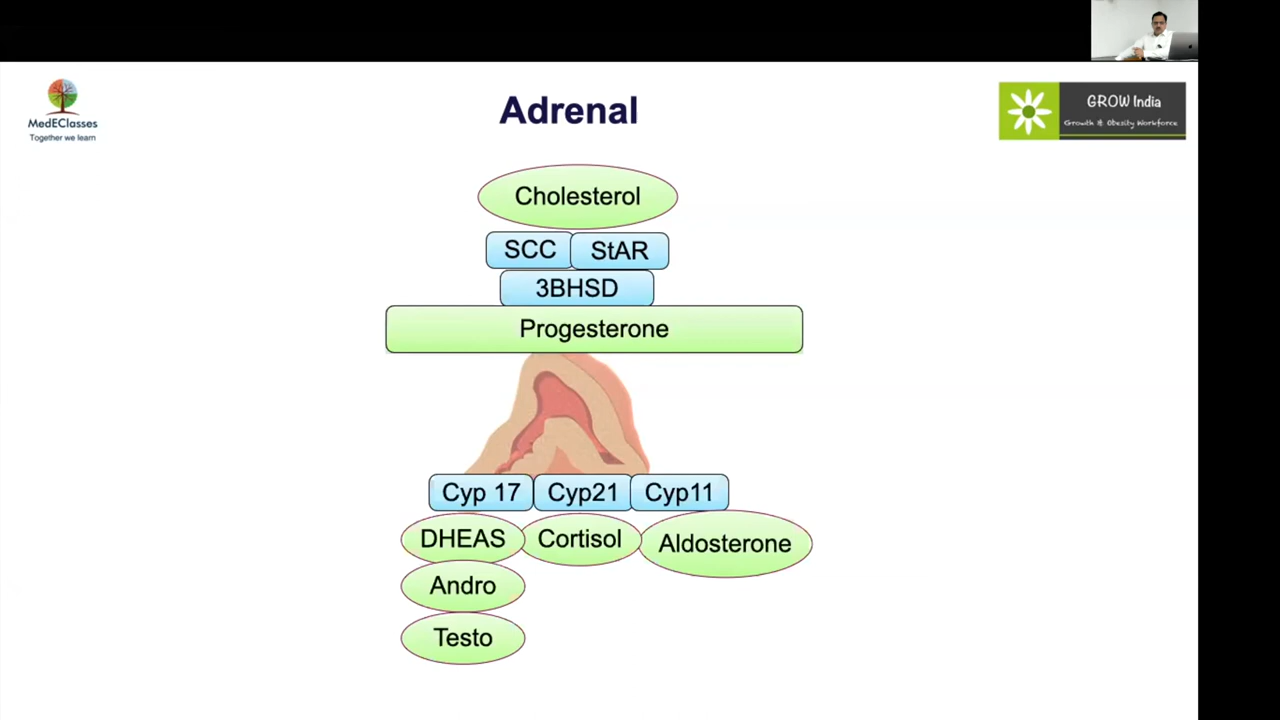 MedEClasses
Together we learn
Adrenal
GROW India
Growth & Obesity Workforce
Cholesterol
SCC StAR
3BHSD
Progesterone
Cyp 17 Cyp21 Cyp11
DHEAS Cortisol Aldosterone
Andro
Testo